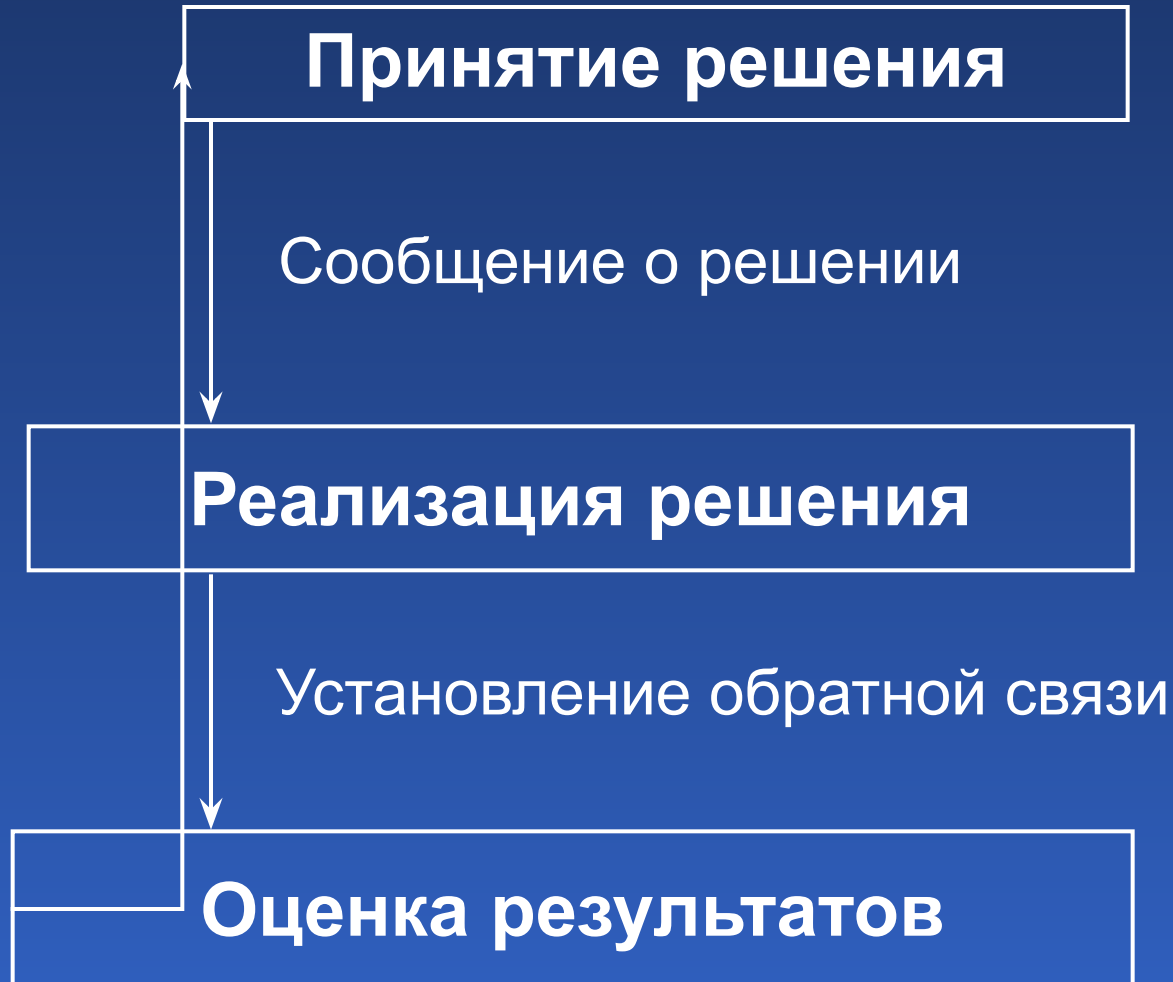 Принятие решения
Сообщение о решении
Реализация решения
Установление обратной связи
Оценка результатов